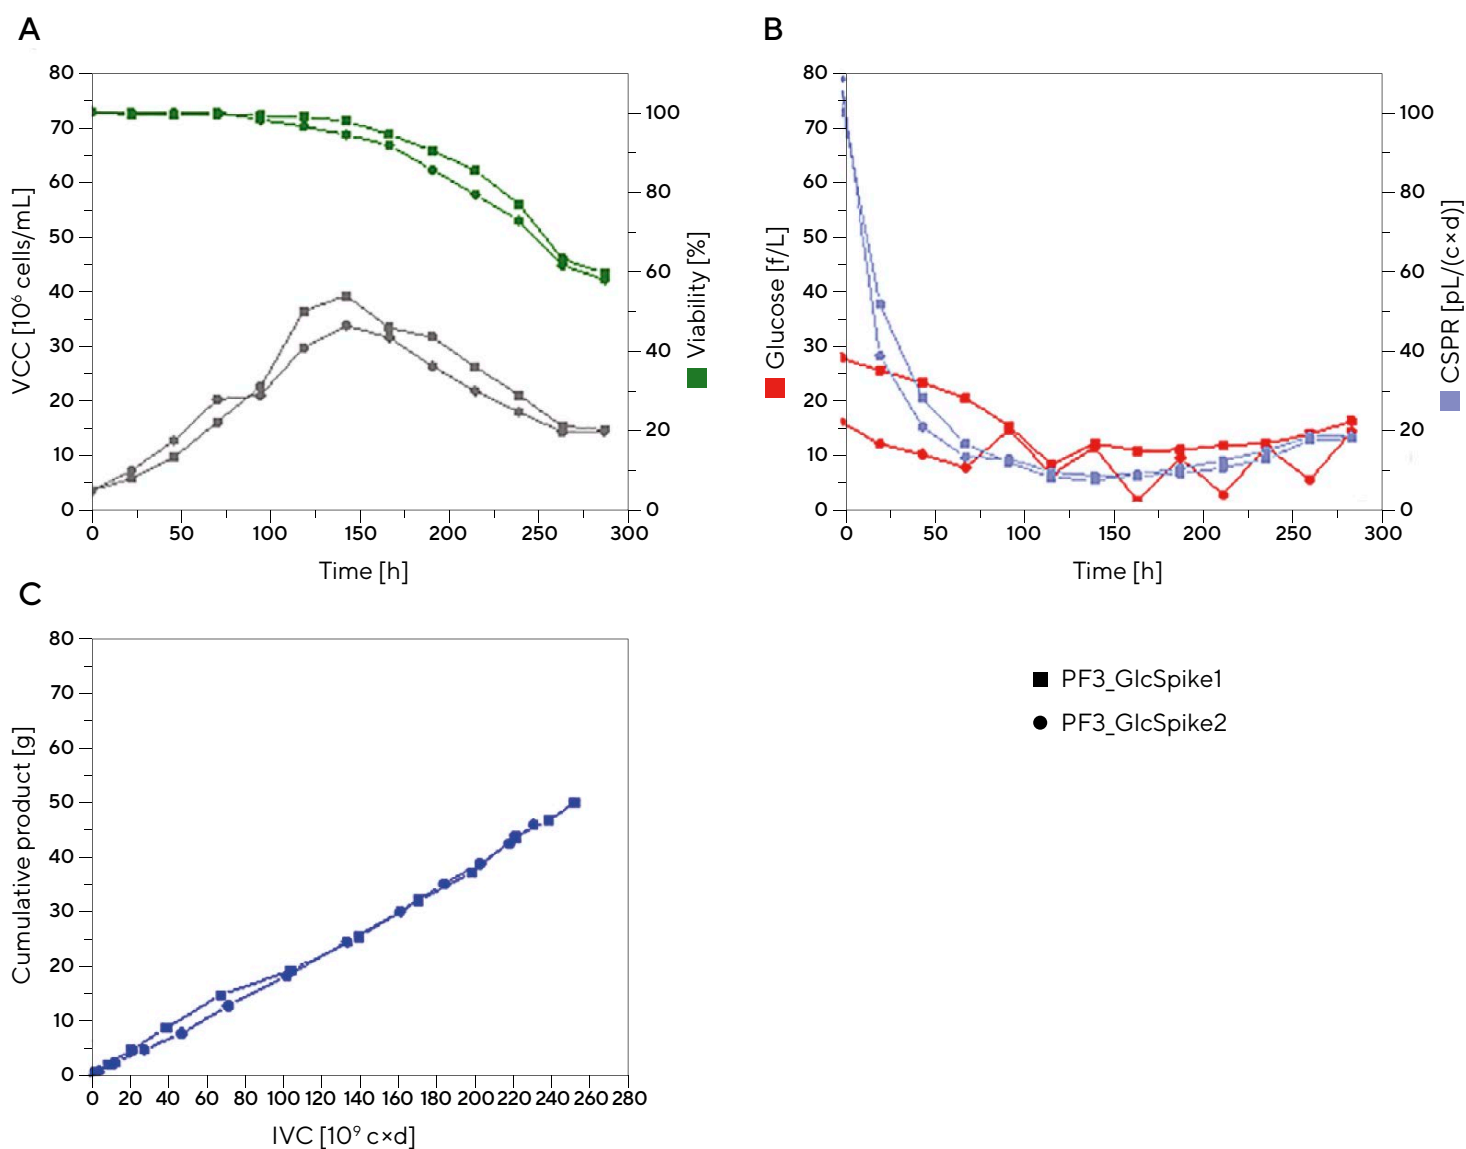 A
80
70
60
50
40
30
20
10
0
VCC [10⁶ cells/mL]
100
80
60
40
20
0
Viability [%]
0 50 100 150 200 250 300
Time [h]
B
80
70
60
50
40
30
20
10
0
Glucose [f/L]
100
80
60
40
20
0
CSPR [pL/(c×d)]
0 50 100 150 200 250 300
Time [h]
C
80
70
60
50
40
30
20
10
0
Cumulative product [g]
0 20 40 60 80 100 120 140 160 180 200 220 240 260 280
IVC [10⁹ c×d]
PF3_GlcSpike1
PF3_GlcSpike2